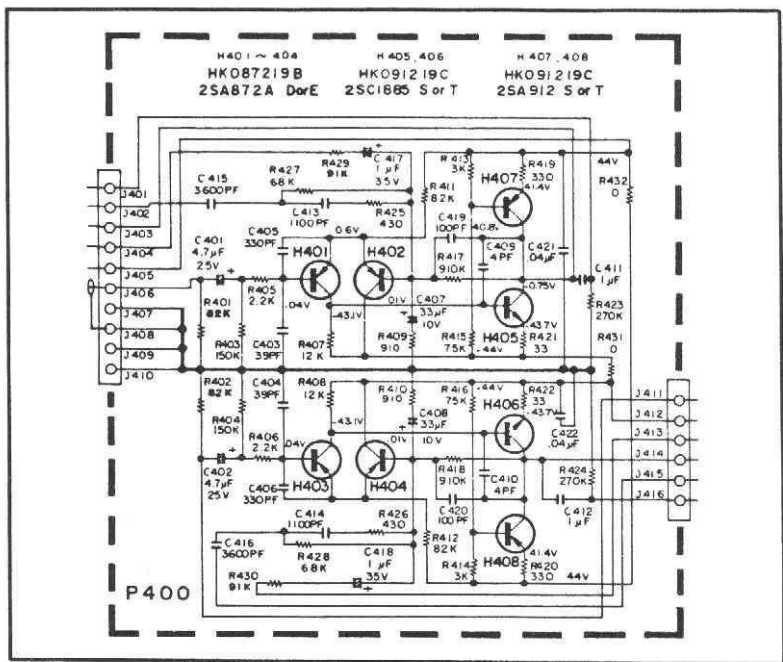 H401 ~ 404
HK087219B
2SA872A DorE
H405,406
HK091219C
2SC1885 S or T
H407,408
HK091219C
2SA912 S or T
J401
J402
J403
J404
J405
J406
J407
J408
J409
J410
C415
3600PF
R427
68K
R429
91K
C417
1µF
35V
C413
1100PF
R425
430
R411
82K
R413
3K
H407
R419
330
41.4V
44V
R432
0
C401
4.7µF
25V
C405
330PF
0.6V
H401
H402
C419
100PF
40.8V
C409
4PF
C421
.04µF
R417
910K
C411
1µF
R401
82K
R405
2.2K
.04V
-43.1V
.01V
C407
33µF
10V
-0.75V
-43.7V
H405
R423
270K
R403
150K
C403
39PF
R407
12K
R409
910
R415
75K
-44V
R421
33
R431
0
R402
82K
R404
150K
C404
39PF
R408
12K
R410
910
C408
33µF
10V
R416
75K
-44V
H406
R422
33
-43.7V
C422
.04µF
R406
2.2K
.04V
-43.1V
.01V
C402
4.7µF
25V
C406
330PF
H403
H404
R418
910K
C410
4PF
C420
100PF
R424
270K
C412
1µF
J411
J412
J413
J414
J415
J416
C416
3600PF
C414
1100PF
R426
430
R428
68K
C418
1µF
35V
R412
82K
R414
3K
H408
41.4V
R420
330
44V
R430
91K
P400